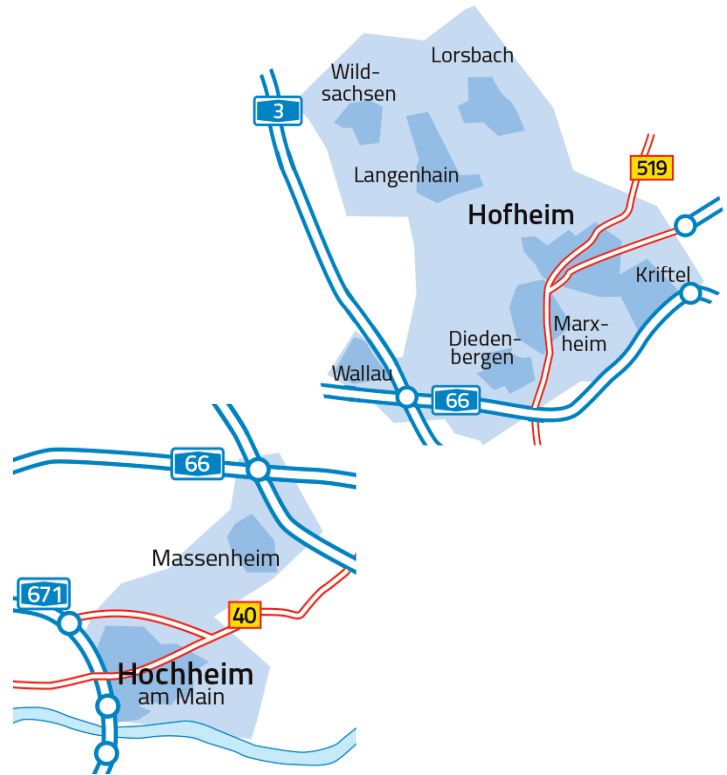 Lorsbach
Wild-
sachsen
3
519
Langenhain
Hofheim
Kriftel
Marx-
heim
Dieden-
bergen
Wallau
66
66
Massenheim
671
40
Hochheim
am Main